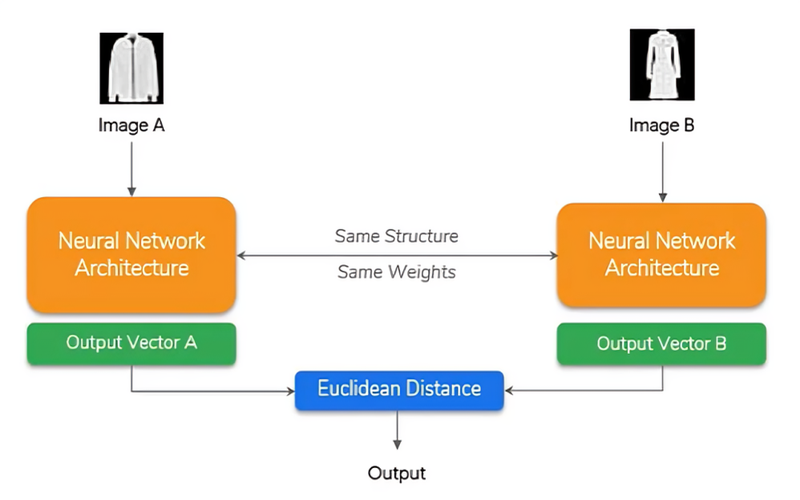 Image A
Image B
Neural Network
Architecture
Same Structure
Same Weights
Neural Network
Architecture
Output Vector A
Output Vector B
Euclidean Distance
Output